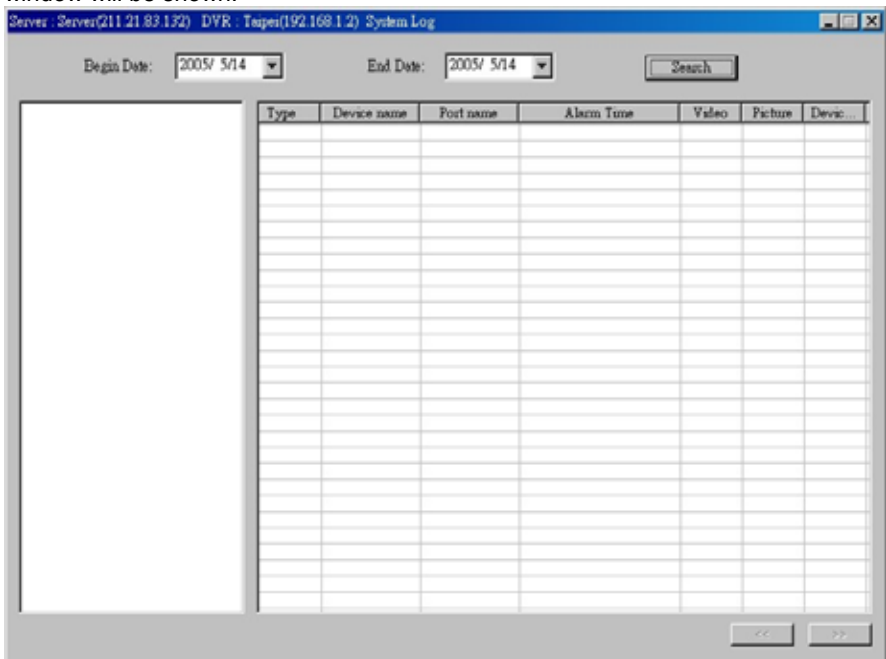 window will be shown.
Server : Server(211.21.83.132) DVR : Taipei(192.168.1.2) System Log
Begin Date: 2005/ 5/14 End Date: 2005/ 5/14 Search
Type Device name Port name Alarm Time Video Picture Devic...
<< >>